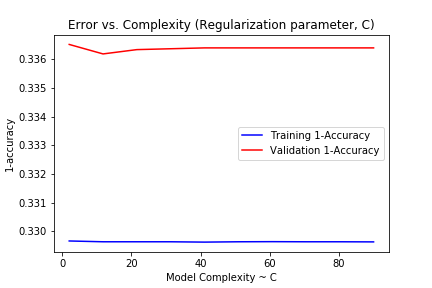 Error vs. Complexity (Regularization parameter, C)
0.336
0.335
0.334
0.333
0.332
0.331
0.330
1-accuracy
Training 1-Accuracy
Validation 1-Accuracy
0 20 40 60 80
Model Complexity ~ C